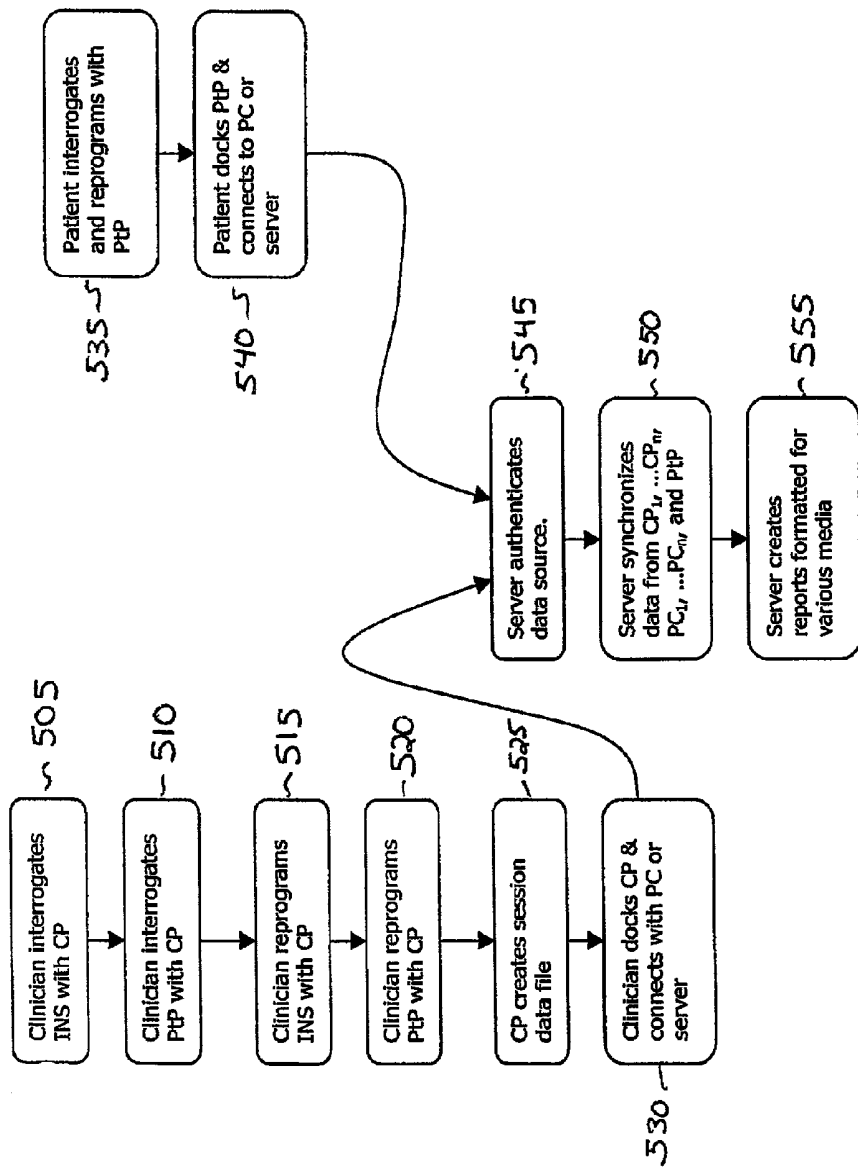 505
Clinician interrogates
INS with CP
510
Clinician interrogates
PtP with CP
515
Clinician reprograms
INS with CP
520
Clinician reprograms
PtP with CP
525
CP creates session
data file
530
Clinician docks CP &
connects with PC or
server
535
Patient interrogates
and reprograms with
PtP
540
Patient docks PtP &
connects to PC or
server
545
Server authenticates
data source.
550
Server synchronizes
data from CP1, ...CPn,
PC1, ...PCn, and PtP
555
Server creates
reports formatted for
various media